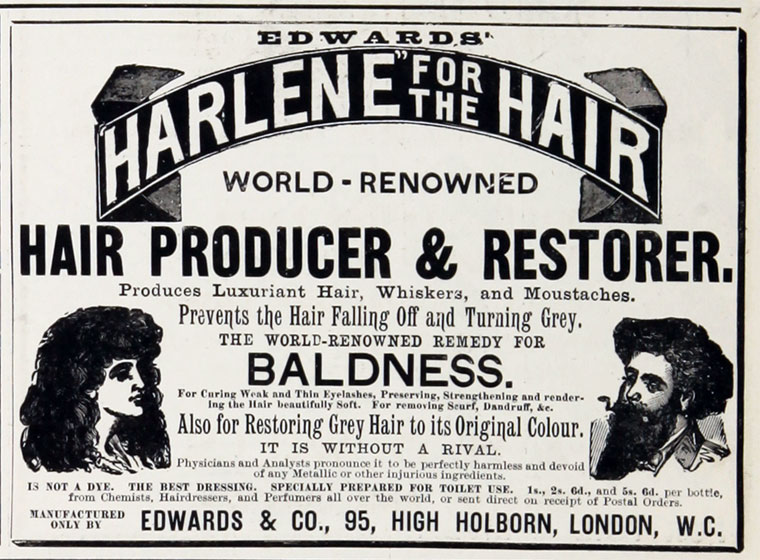 EDWARDS'
HARLENE" FOR THE HAIR
WORLD-RENOWNED
HAIR PRODUCER & RESTORER.
Produces Luxuriant Hair, Whiskers, and Moustaches.
Prevents the Hair Falling Off and Turning Grey.
THE WORLD-RENOWNED REMEDY FOR
BALDNESS.
For Curing Weak and Thin Eyelashes, Preserving, Strengthening and render-
ing the Hair beautifully Soft. For removing Scurf, Dandruff, &c.
Also for Restoring Grey Hair to its Original Colour.
IT IS WITHOUT A RIVAL.
Physicians and Analysts pronounce it to be perfectly harmless and devoid
of any Metallic or other injurious ingredients.
IS NOT A DYE. THE BEST DRESSING. SPECIALLY PREPARED FOR TOILET USE. 1s., 2s. 6d., and 5s. 6d. per bottle,
from Chemists, Hairdressers, and Perfumers all over the world, or sent direct on receipt of Postal Orders.
MANUFACTURED
ONLY BY
EDWARDS & CO., 95, HIGH HOLBORN, LONDON, W.C.